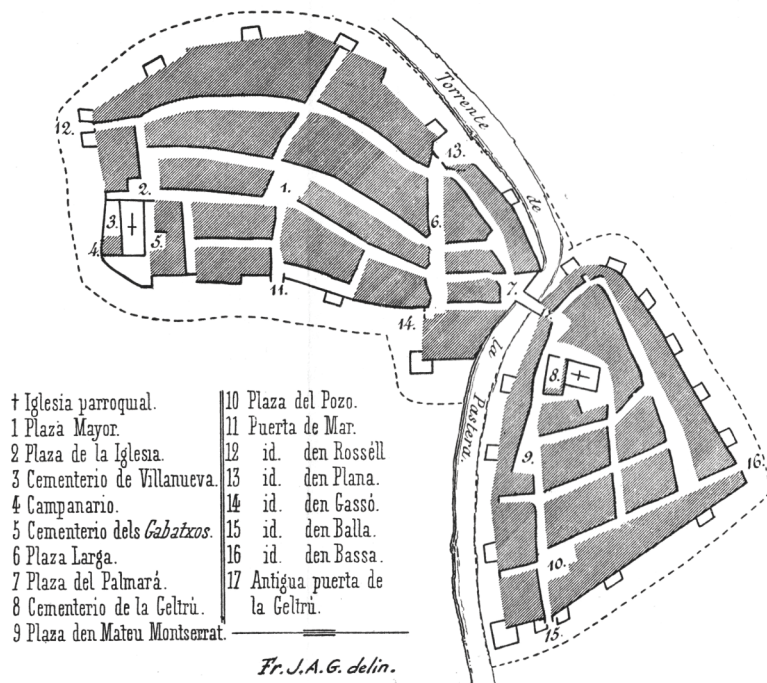 Torrente
de
la
Pastera.
12.
13.
2.
1.
3.
†
6.
5.
4.
7.
11.
14.
8.
†
9.
16.
10.
15.
† Iglesia parroqual.
1 Plaza Mayor.
2 Plaza de la Iglesia.
3 Cementerio de Villanueva.
4 Campanario.
5 Cementerio dels Gabatxos.
6 Plaza Larga.
7 Plaza del Palmará.
8 Cementerio de la Geltrú.
9 Plaza den Mateu Montserrat.
10 Plaza del Pozo.
11 Puerta de Mar.
12 id. den Rosséll
13 id. den Plana.
14 id. den Gassó.
15 id. den Balla.
16 id. den Bassa.
17 Antigua puerta de
la Geltrú.
Fr. J. A. G. delin.